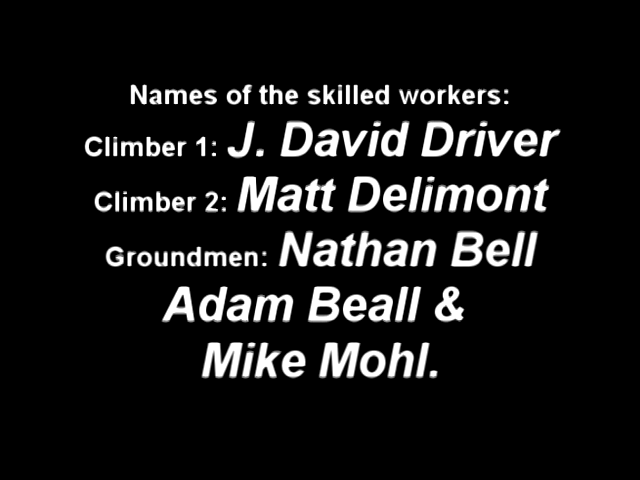 Names of the skilled workers:
Climber 1: J. David Driver
Climber 2: Matt Delimont
Groundmen: Nathan Bell
Adam Beall &
Mike Mohl.